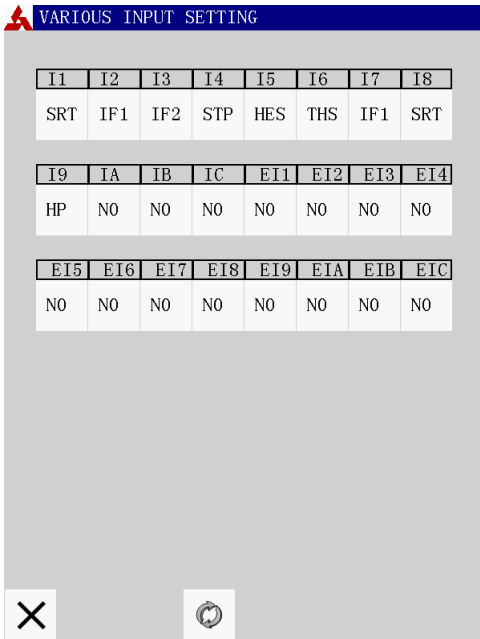 VARIOUS INPUT SETTING
I1 I2 I3 I4 I5 I6 I7 I8
SRT IF1 IF2 STP HES THS IF1 SRT
I9 IA IB IC EI1 EI2 EI3 EI4
HP NO NO NO NO NO NO NO
EI5 EI6 EI7 EI8 EI9 EIA EIB EIC
NO NO NO NO NO NO NO NO